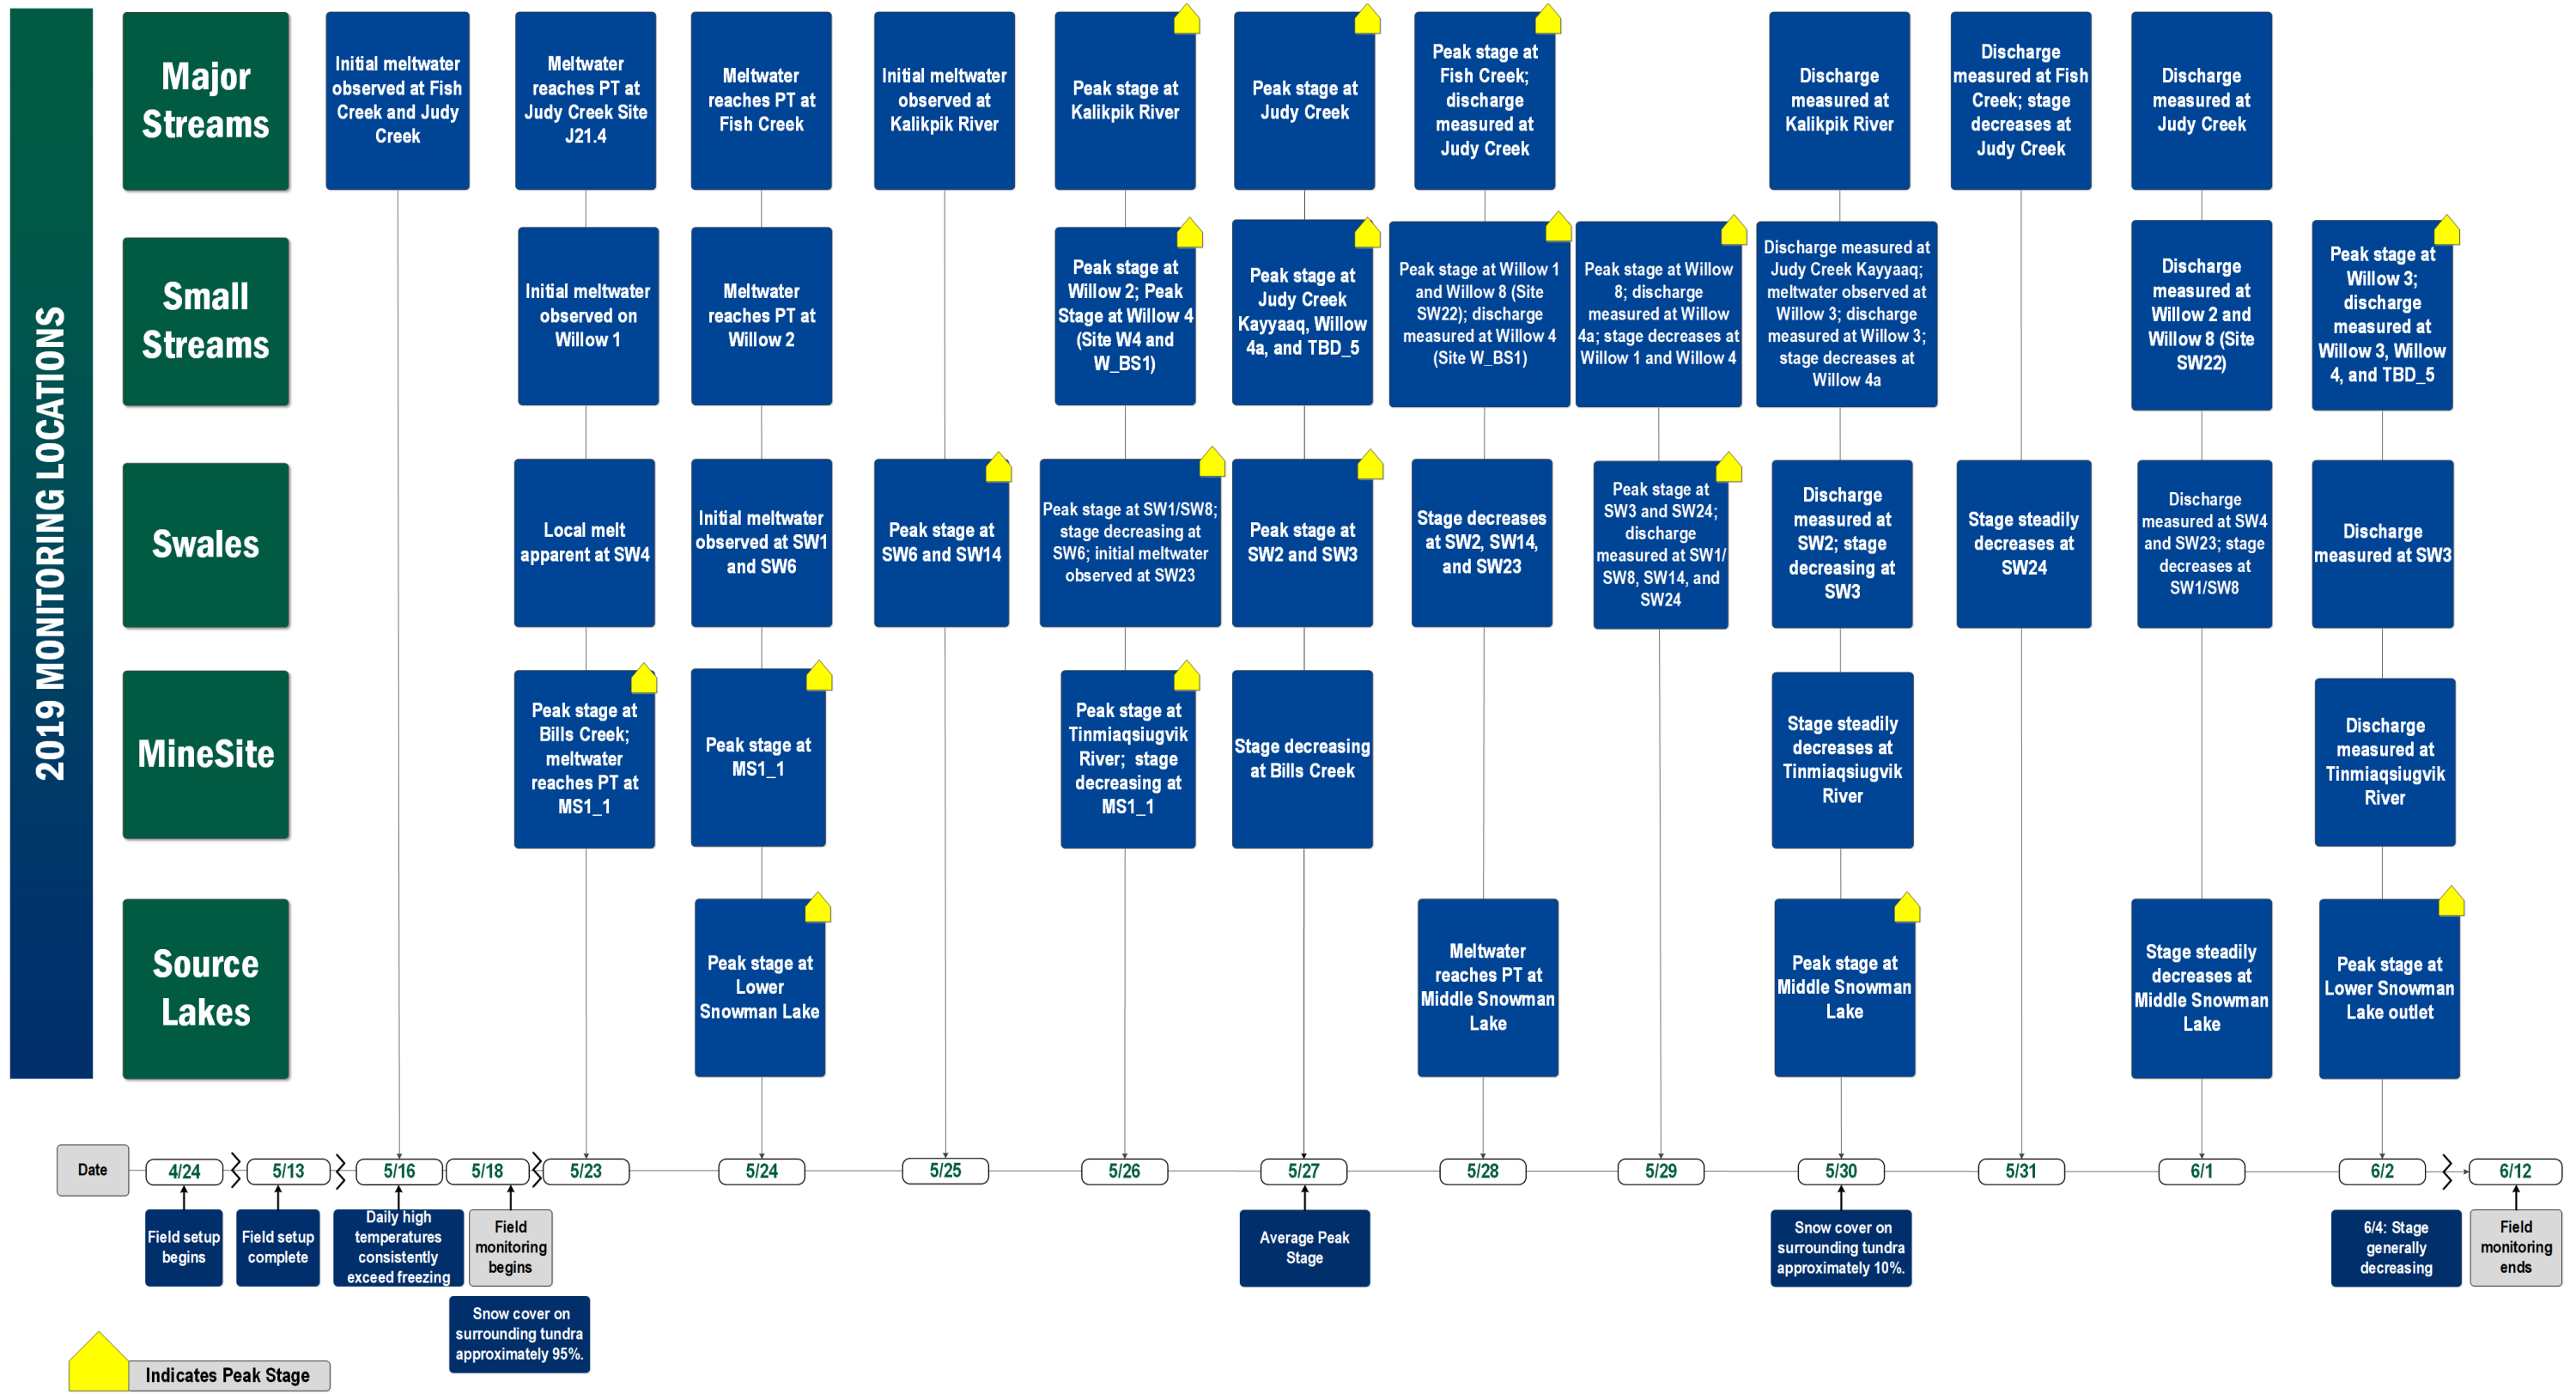 2019 MONITORING LOCATIONS
Major
Streams
Initial meltwater
observed at Fish
Creek and Judy
Creek
Meltwater
reaches PT at
Judy Creek Site
J21.4
Meltwater
reaches PT at
Fish Creek
Initial meltwater
observed at
Kalikpik River
Peak stage at
Kalikpik River
Peak stage at
Judy Creek
Peak stage at
Fish Creek;
discharge
measured at
Judy Creek
Discharge
measured at
Kalikpik River
Discharge
measured at Fish
Creek; stage
decreases at
Judy Creek
Discharge
measured at
Judy Creek
Small
Streams
Initial meltwater
observed on
Willow 1
Meltwater
reaches PT at
Willow 2
Peak stage at
Willow 2; Peak
Stage at Willow 4
(Site W4 and
W_BS1)
Peak stage at
Judy Creek
Kayyaaq, Willow
4a, and TBD_5
Peak stage at Willow 1
and Willow 8 (Site
SW22); discharge
measured at Willow 4
(Site W_BS1)
Peak stage at Willow
8; discharge
measured at Willow
4a; stage decreases at
Willow 1 and Willow 4
Discharge measured at
Judy Creek Kayyaaq;
meltwater observed at
Willow 3; discharge
measured at Willow 3;
stage decreases at
Willow 4a
Discharge
measured at
Willow 2 and
Willow 8 (Site
SW22)
Peak stage at
Willow 3;
discharge
measured at
Willow 3, Willow
4, and TBD_5
Swales
Local melt
apparent at SW4
Initial meltwater
observed at SW1
and SW6
Peak stage at
SW6 and SW14
Peak stage at SW1/SW8;
stage decreasing at
SW6; initial meltwater
observed at SW23
Peak stage at
SW2 and SW3
Stage decreases
at SW2, SW14,
and SW23
Peak stage at
SW3 and SW24;
discharge
measured at SW1/
SW8, SW14, and
SW24
Discharge
measured at
SW2; stage
decreasing at
SW3
Stage steadily
decreases at
SW24
Discharge
measured at SW4
and SW23; stage
decreases at
SW1/SW8
Discharge
measured at SW3
MineSite
Peak stage at
Bills Creek;
meltwater
reaches PT at
MS1_1
Peak stage at
MS1_1
Peak stage at
Tinmiaqsiugvik
River; stage
decreasing at
MS1_1
Stage decreasing
at Bills Creek
Stage steadily
decreases at
Tinmiaqsiugvik
River
Discharge
measured at
Tinmiaqsiugvik
River
Source
Lakes
Peak stage at
Lower
Snowman Lake
Meltwater
reaches PT at
Middle Snowman
Lake
Peak stage at
Middle Snowman
Lake
Stage steadily
decreases at
Middle Snowman
Lake
Peak stage at
Lower Snowman
Lake outlet
Date
4/24
5/13
5/16
5/18
5/23
5/24
5/25
5/26
5/27
5/28
5/29
5/30
5/31
6/1
6/2
6/12
Field setup
begins
Field setup
complete
Daily high
temperatures
consistently
exceed freezing
Field
monitoring
begins
Average Peak
Stage
Snow cover on
surrounding tundra
approximately 10%.
6/4: Stage
generally
decreasing
Field
monitoring
ends
Snow cover on
surrounding tundra
approximately 95%.
Indicates Peak Stage